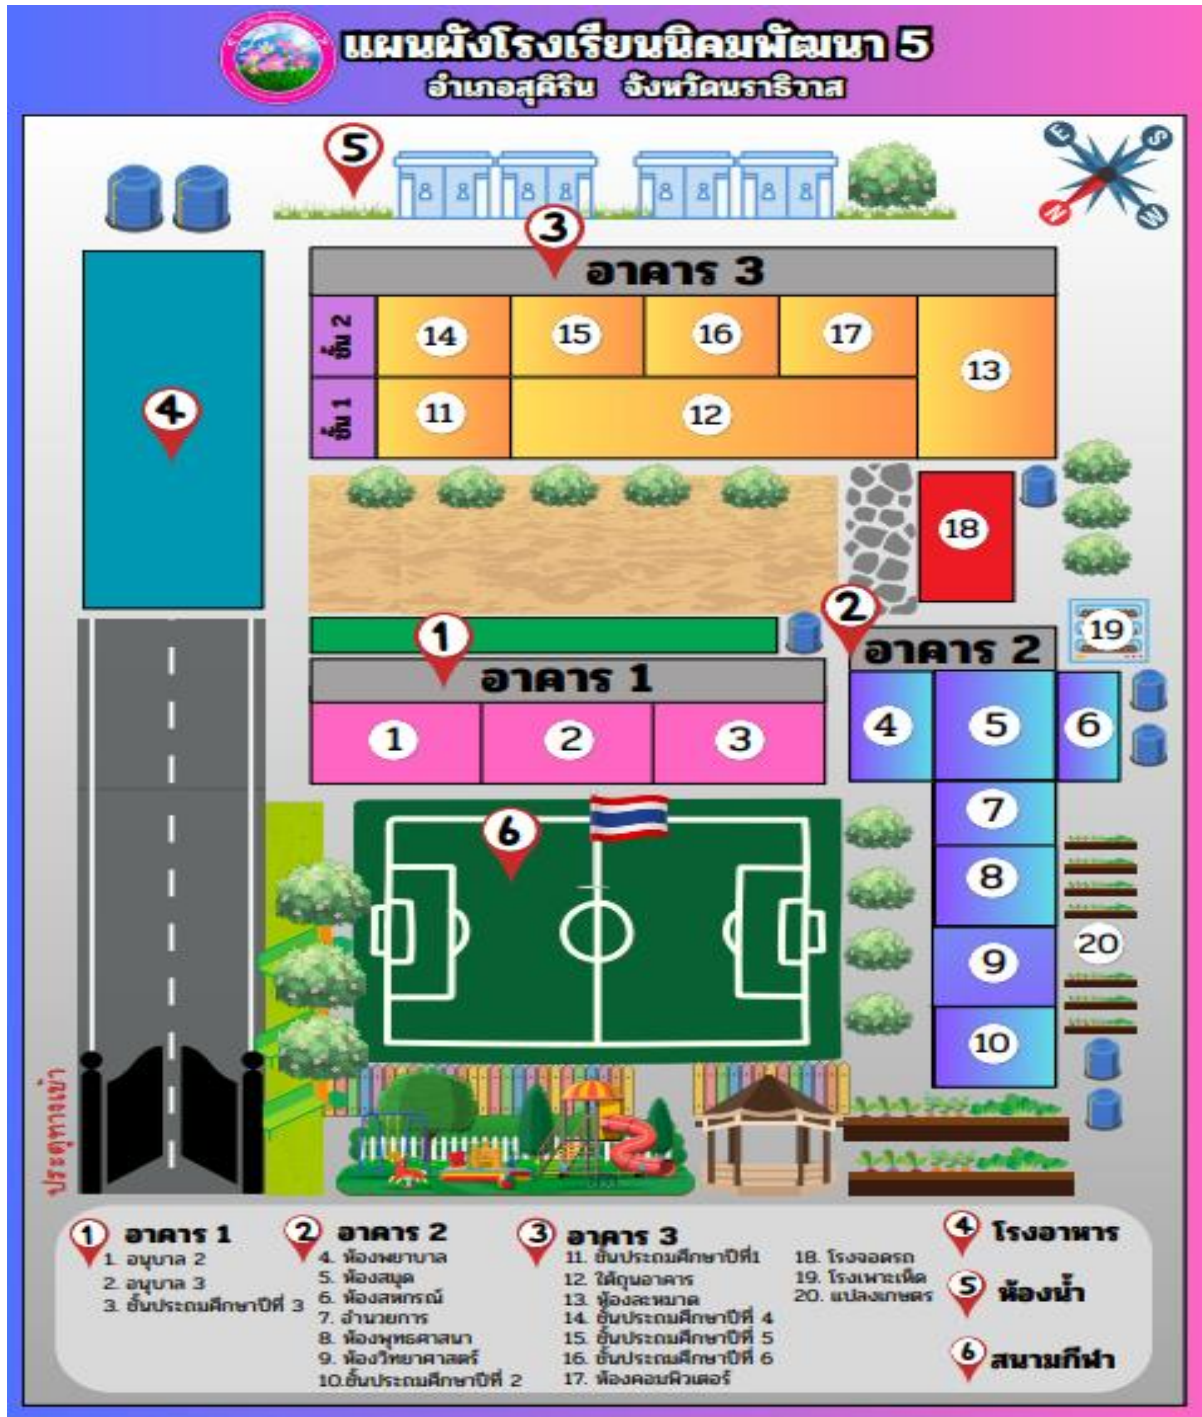 แผนผังโรงเรียนนิคมพัฒนา 5
อำเภอสุคิริน จังหวัดนราธิวาส
5
E
S
N
W
3
อาคาร 3
ชั้น 2
14
15
16
17
13
ชั้น 1
11
12
4
18
2
1
19
อาคาร 2
อาคาร 1
4
5
6
1
2
3
7
6
8
20
9
10
ประตูทางเข้า
1 อาคาร 1
1. อนุบาล 2
2. อนุบาล 3
3. ชั้นประถมศึกษาปีที่ 3
2 อาคาร 2
4. ห้องพยาบาล
5. ห้องสมุด
6. ห้องสหกรณ์
7. อำนวยการ
8. ห้องพุทธศาสนา
9. ห้องวิทยาศาสตร์
10.ชั้นประถมศึกษาปีที่ 2
3 อาคาร 3
11. ชั้นประถมศึกษาปีที่1
12. ใต้ถุนอาคาร
13. ห้องละหมาด
14. ชั้นประถมศึกษาปีที่ 4
15. ชั้นประถมศึกษาปีที่ 5
16. ชั้นประถมศึกษาปีที่ 6
17. ห้องคอมพิวเตอร์
18. โรงจอดรถ
19. โรงเพาะเห็ด
20. แปลงเกษตร
4 โรงอาหาร
5 ห้องน้ำ
6 สนามกีฬา